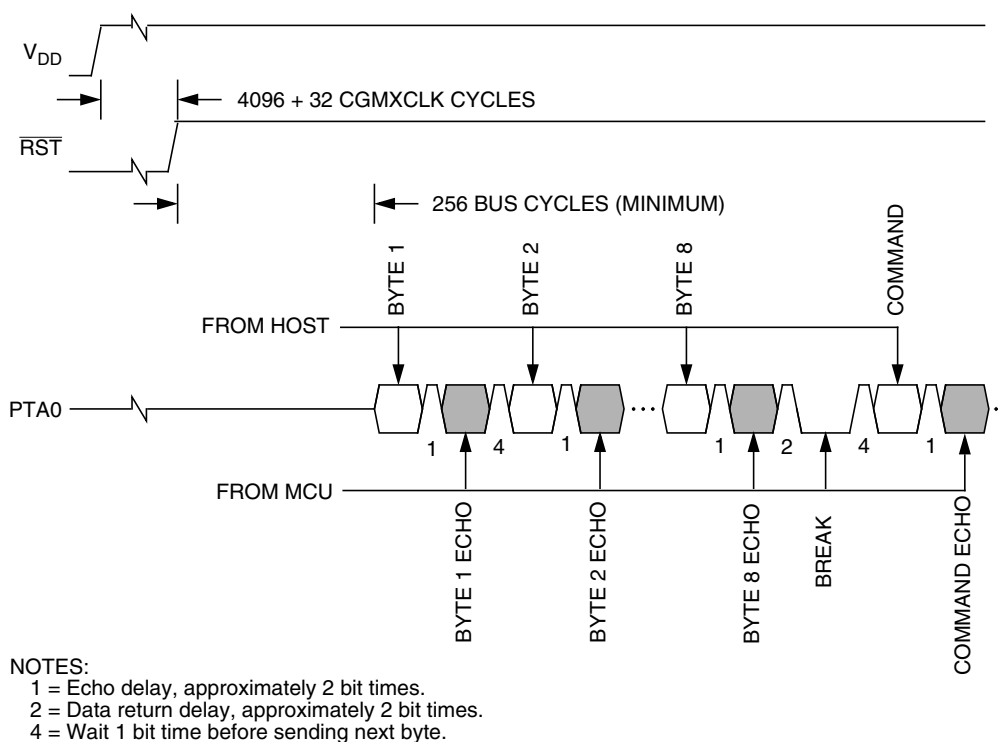 VDD
4096 + 32 CGMXCLK CYCLES
RST
256 BUS CYCLES (MINIMUM)
BYTE 1
BYTE 2
BYTE 8
COMMAND
FROM HOST
PTA0
1
4
1
1
2
4
1
FROM MCU
BYTE 1 ECHO
BYTE 2 ECHO
BYTE 8 ECHO
BREAK
COMMAND ECHO
NOTES:
1 = Echo delay, approximately 2 bit times.
2 = Data return delay, approximately 2 bit times.
4 = Wait 1 bit time before sending next byte.